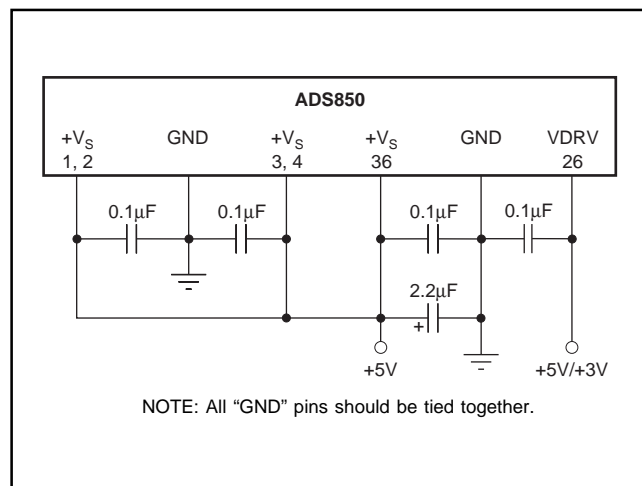 ADS850
+VS GND +VS +VS GND VDRV
1, 2 3, 4 36 26
0.1µF 0.1µF 0.1µF 0.1µF
2.2µF
+
+5V +5V/+3V
NOTE: All “GND” pins should be tied together.